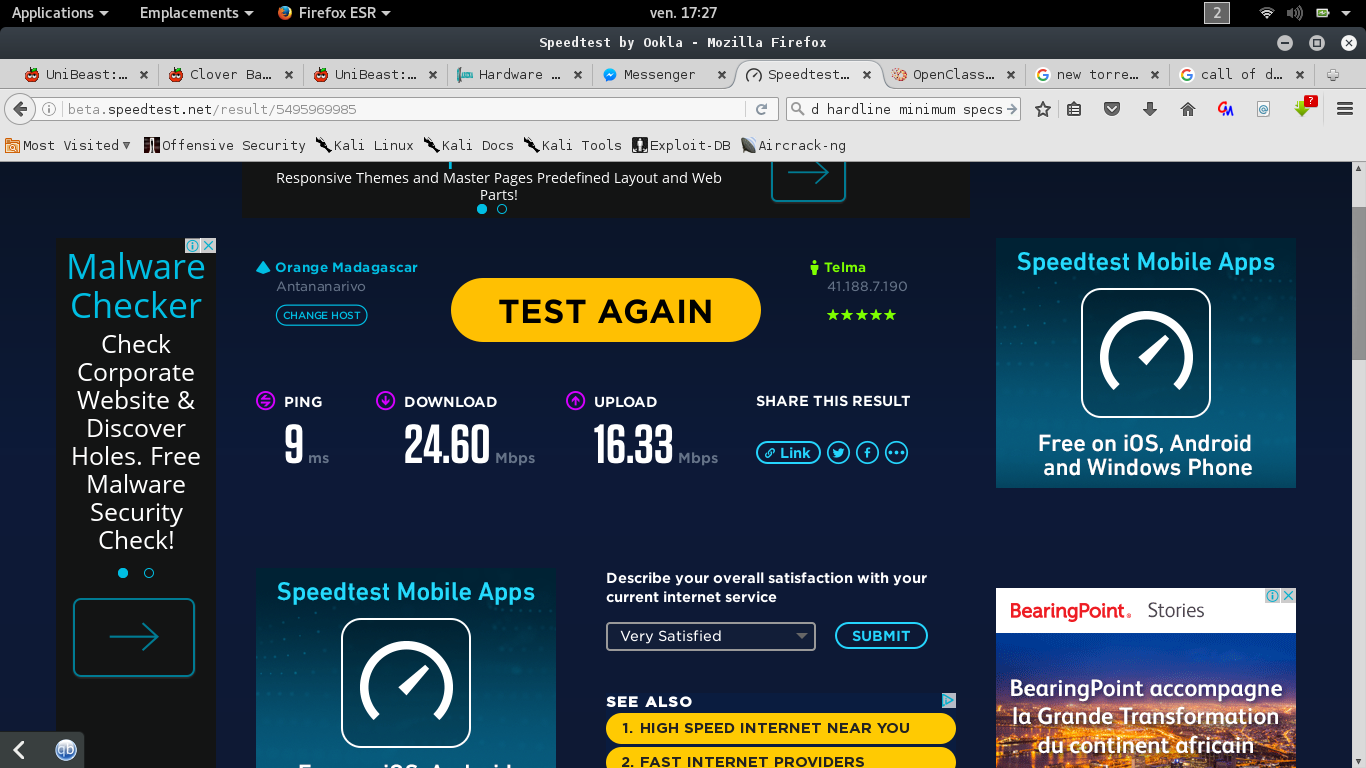 Applications Emplacements Firefox ESR ven. 17:27 2
Speedtest by Ookla - Mozilla Firefox
UniBeast:... Clover Ba... UniBeast:... Hardware ... Messenger Speedtest... OpenClass... new torre... call of d...
beta.speedtest.net/result/5495969985 d hardline minimum specs ?
Most Visited Offensive Security Kali Linux Kali Docs Kali Tools Exploit-DB Aircrack-ng
Responsive Themes and Master Pages Predefined Layout and Web
Parts!
Malware
Checker
Check
Corporate
Website &
Discover
Holes. Free
Malware
Security
Check!
Orange Madagascar
Antananarivo
CHANGE HOST
TEST AGAIN
Telma
41.188.7.190
PING
9 ms
DOWNLOAD
24.60 Mbps
UPLOAD
16.33 Mbps
SHARE THIS RESULT
Link
Speedtest Mobile Apps
Free on iOS, Android
and Windows Phone
Speedtest Mobile Apps
Describe your overall satisfaction with your
current internet service
Very Satisfied SUBMIT
SEE ALSO
1. HIGH SPEED INTERNET NEAR YOU
2. FAST INTERNET PROVIDERS
BearingPoint. Stories
BearingPoint accompagne
la Grande Transformation
du continent africain
qb